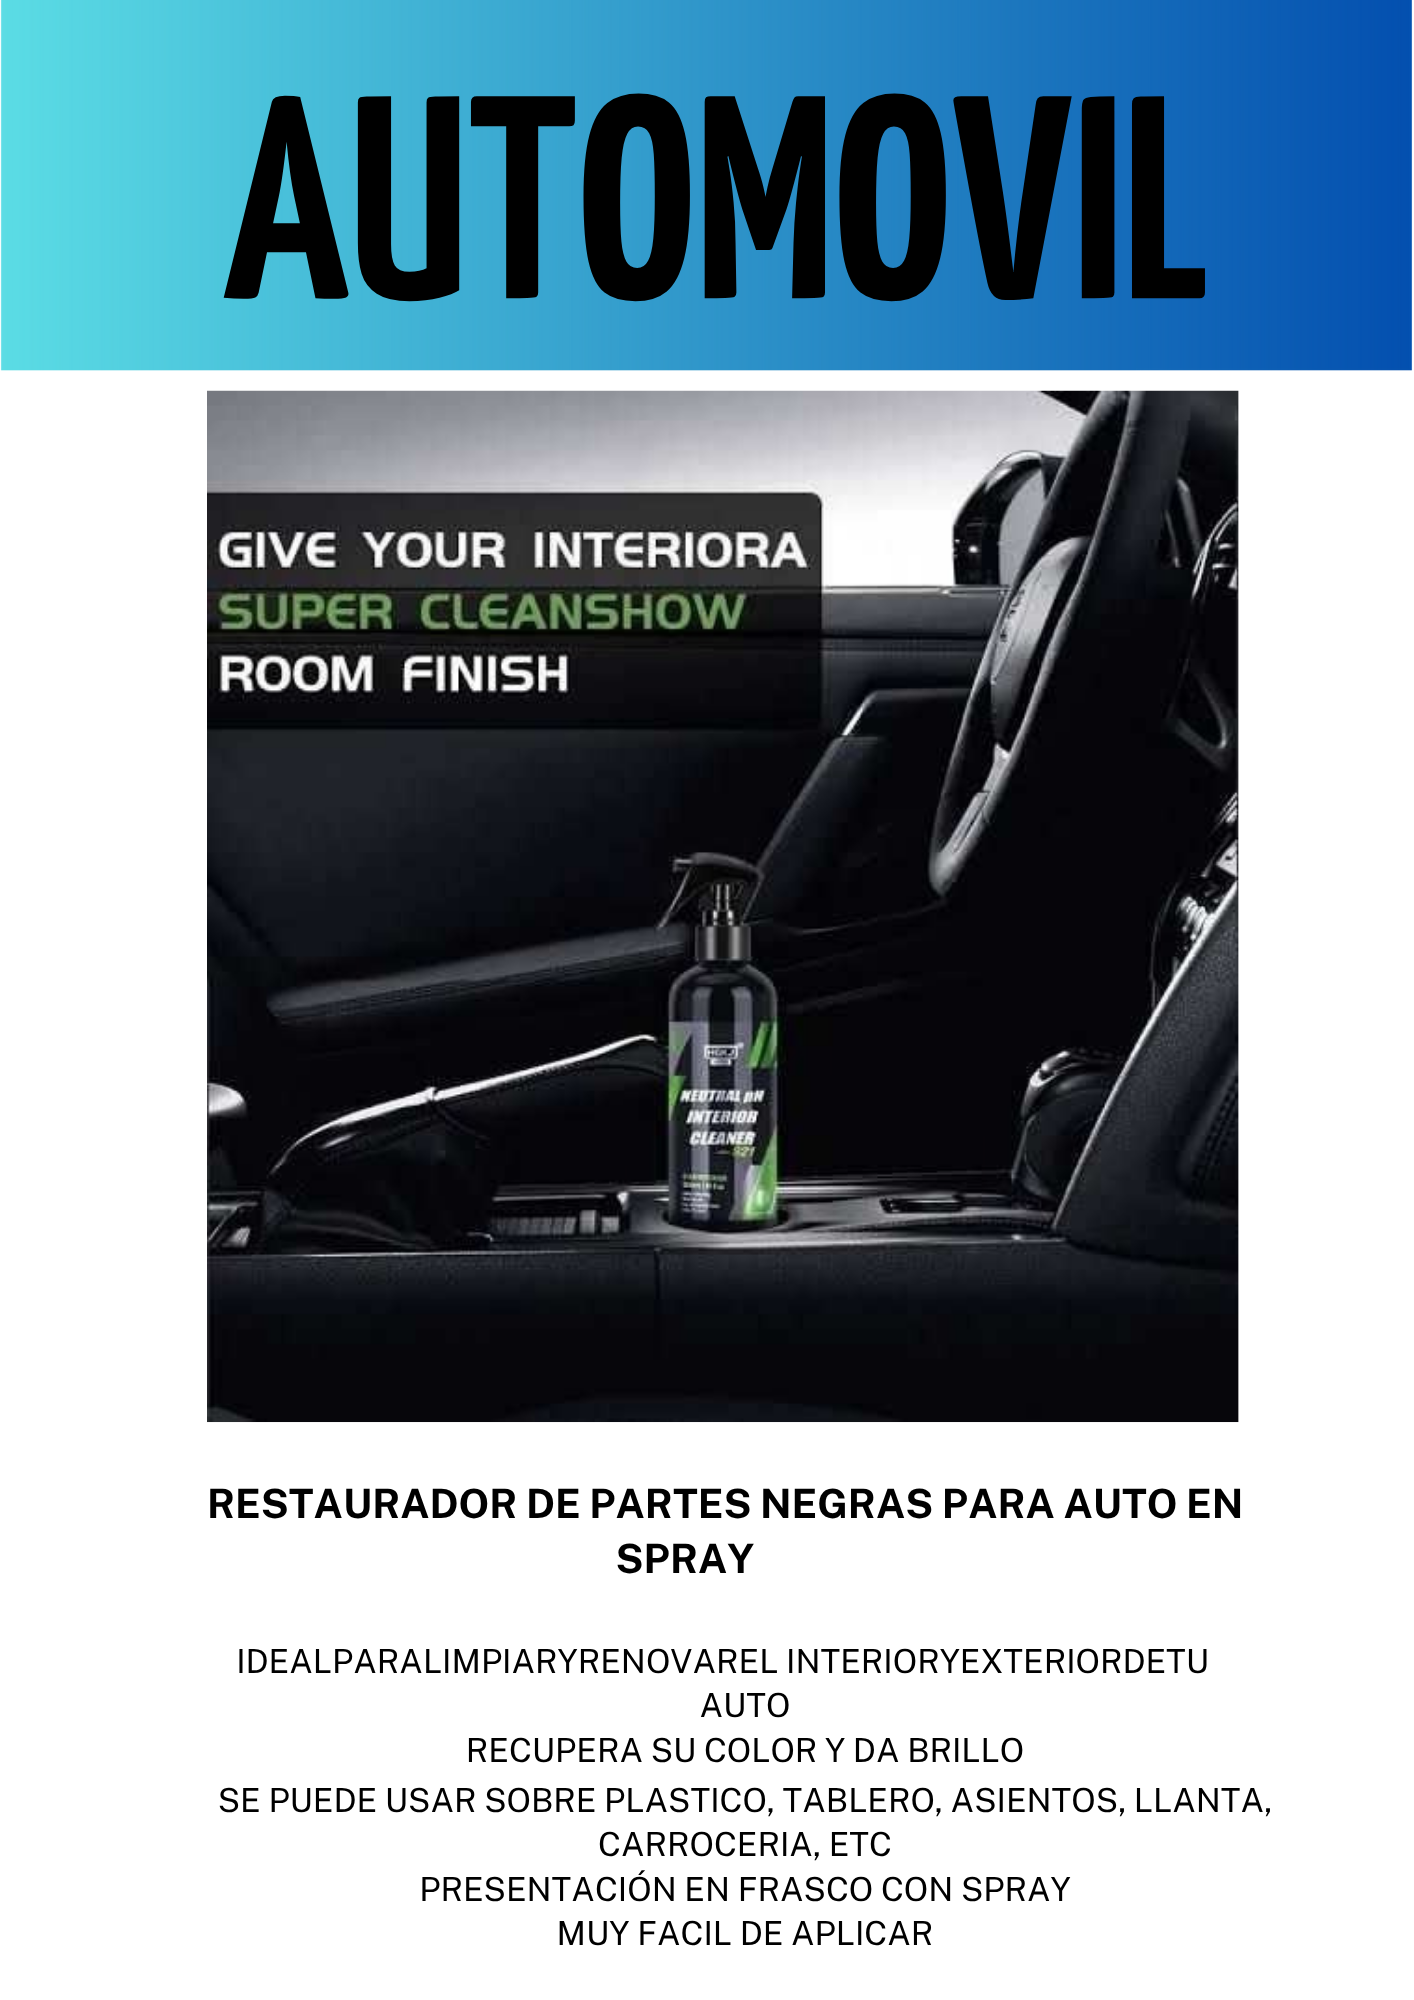 AUTOMOVIL
GIVE YOUR INTERIORA
SUPER CLEANSHOW
ROOM FINISH
HGKJ
NEUTRAL pH
INTERIOR
CLEANER
S21
RESTAURADOR DE PARTES NEGRAS PARA AUTO EN
SPRAY
IDEALPARALIMPIARYRENOVAREL INTERIORYEXTERIORDETU
AUTO
RECUPERA SU COLOR Y DA BRILLO
SE PUEDE USAR SOBRE PLASTICO, TABLERO, ASIENTOS, LLANTA,
CARROCERIA, ETC
PRESENTACIÓN EN FRASCO CON SPRAY
MUY FACIL DE APLICAR